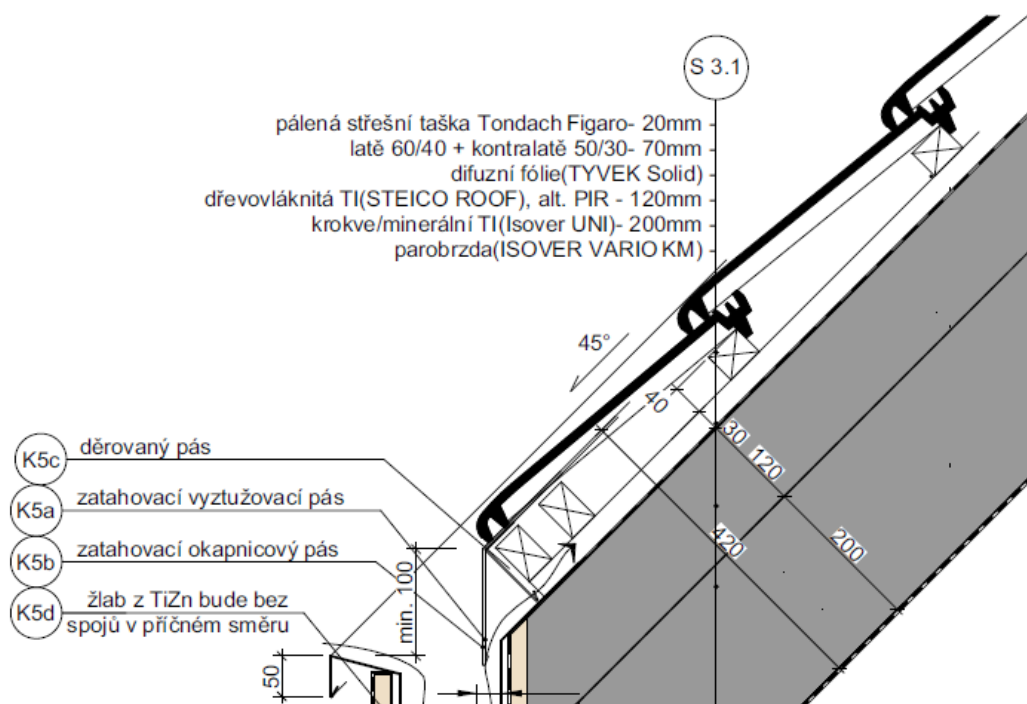 S 3.1
pálená střešní taška Tondach Figaro- 20mm
latě 60/40 + kontralatě 50/30- 70mm
difuzní fólie(TYVEK Solid)
dřevovláknitá TI(STEICO ROOF), alt. PIR - 120mm
krokve/minerální TI(Isover UNI)- 200mm
parobrzda(ISOVER VARIO KM)
45°
40
30
120
200
420
K5c děrovaný pás
K5a zatahovací vyztužovací pás
K5b zatahovací okapnicový pás
K5d žlab z TiZn bude bez
spojů v příčném směru
min. 100
50